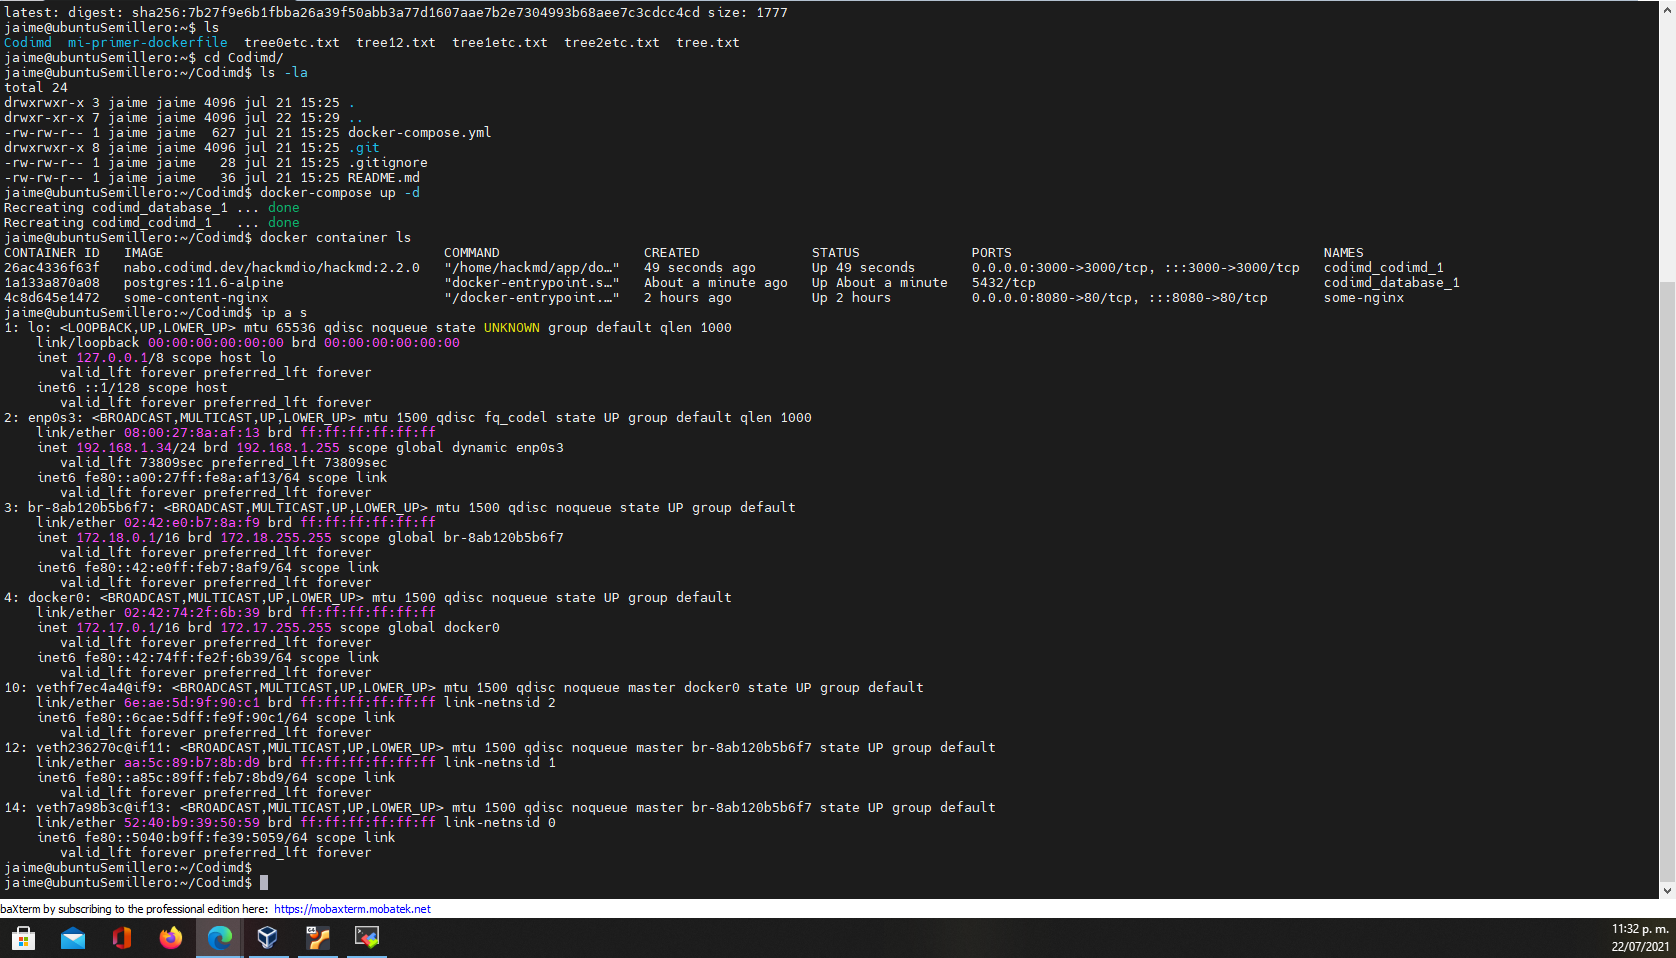 latest: digest: sha256:7b27f9e6b1fbba26a39f50abb3a77d1607aae7b2e7304993b68aee7c3cdcc4cd size: 1777
jaime@ubuntuSemillero:~$ ls
Codimd  mi-primer-dockerfile  tree0etc.txt  tree12.txt  tree1etc.txt  tree2etc.txt  tree.txt
jaime@ubuntuSemillero:~$ cd Codimd/
jaime@ubuntuSemillero:~/Codimd$ ls -la
total 24
drwxrwxr-x 3 jaime jaime 4096 jul 21 15:25 .
drwxr-xr-x 7 jaime jaime 4096 jul 22 15:29 ..
-rw-rw-r-- 1 jaime jaime  627 jul 21 15:25 docker-compose.yml
drwxrwxr-x 8 jaime jaime 4096 jul 21 15:25 .git
-rw-rw-r-- 1 jaime jaime   28 jul 21 15:25 .gitignore
-rw-rw-r-- 1 jaime jaime   36 jul 21 15:25 README.md
jaime@ubuntuSemillero:~/Codimd$ docker-compose up -d
Recreating codimd_database_1 ... done
Recreating codimd_codimd_1   ... done
jaime@ubuntuSemillero:~/Codimd$ docker container ls
CONTAINER ID   IMAGE                                   COMMAND                  CREATED              STATUS              PORTS                                       NAMES
26ac4336f63f   nabo.codimd.dev/hackmdio/hackmd:2.2.0   "/home/hackmd/app/do…"   49 seconds ago       Up 49 seconds       0.0.0.0:3000->3000/tcp, :::3000->3000/tcp   codimd_codimd_1
1a133a870a08   postgres:11.6-alpine                    "docker-entrypoint.s…"   About a minute ago   Up About a minute   5432/tcp                                    codimd_database_1
4c8d645e1472   some-content-nginx                      "/docker-entrypoint.…"   2 hours ago          Up 2 hours          0.0.0.0:8080->80/tcp, :::8080->80/tcp       some-nginx
jaime@ubuntuSemillero:~/Codimd$ ip a s
1: lo: <LOOPBACK,UP,LOWER_UP> mtu 65536 qdisc noqueue state UNKNOWN group default qlen 1000
    link/loopback 00:00:00:00:00:00 brd 00:00:00:00:00:00
    inet 127.0.0.1/8 scope host lo
       valid_lft forever preferred_lft forever
    inet6 ::1/128 scope host
       valid_lft forever preferred_lft forever
2: enp0s3: <BROADCAST,MULTICAST,UP,LOWER_UP> mtu 1500 qdisc fq_codel state UP group default qlen 1000
    link/ether 08:00:27:8a:af:13 brd ff:ff:ff:ff:ff:ff
    inet 192.168.1.34/24 brd 192.168.1.255 scope global dynamic enp0s3
       valid_lft 73809sec preferred_lft 73809sec
    inet6 fe80::a00:27ff:fe8a:af13/64 scope link
       valid_lft forever preferred_lft forever
3: br-8ab120b5b6f7: <BROADCAST,MULTICAST,UP,LOWER_UP> mtu 1500 qdisc noqueue state UP group default
    link/ether 02:42:e0:b7:8a:f9 brd ff:ff:ff:ff:ff:ff
    inet 172.18.0.1/16 brd 172.18.255.255 scope global br-8ab120b5b6f7
       valid_lft forever preferred_lft forever
    inet6 fe80::42:e0ff:feb7:8af9/64 scope link
       valid_lft forever preferred_lft forever
4: docker0: <BROADCAST,MULTICAST,UP,LOWER_UP> mtu 1500 qdisc noqueue state UP group default
    link/ether 02:42:74:2f:6b:39 brd ff:ff:ff:ff:ff:ff
    inet 172.17.0.1/16 brd 172.17.255.255 scope global docker0
       valid_lft forever preferred_lft forever
    inet6 fe80::42:74ff:fe2f:6b39/64 scope link
       valid_lft forever preferred_lft forever
10: vethf7ec4a4@if9: <BROADCAST,MULTICAST,UP,LOWER_UP> mtu 1500 qdisc noqueue master docker0 state UP group default
    link/ether 6e:ae:5d:9f:90:c1 brd ff:ff:ff:ff:ff:ff link-netnsid 2
    inet6 fe80::6cae:5dff:fe9f:90c1/64 scope link
       valid_lft forever preferred_lft forever
12: veth236270c@if11: <BROADCAST,MULTICAST,UP,LOWER_UP> mtu 1500 qdisc noqueue master br-8ab120b5b6f7 state UP group default
    link/ether aa:5c:89:b7:8b:d9 brd ff:ff:ff:ff:ff:ff link-netnsid 1
    inet6 fe80::a85c:89ff:feb7:8bd9/64 scope link
       valid_lft forever preferred_lft forever
14: veth7a98b3c@if13: <BROADCAST,MULTICAST,UP,LOWER_UP> mtu 1500 qdisc noqueue master br-8ab120b5b6f7 state UP group default
    link/ether 52:40:b9:39:50:59 brd ff:ff:ff:ff:ff:ff link-netnsid 0
    inet6 fe80::5040:b9ff:fe39:5059/64 scope link
       valid_lft forever preferred_lft forever
jaime@ubuntuSemillero:~/Codimd$
jaime@ubuntuSemillero:~/Codimd$
baXterm by subscribing to the professional edition here: https://mobaxterm.mobatek.net
11:32 p. m.
22/07/2021